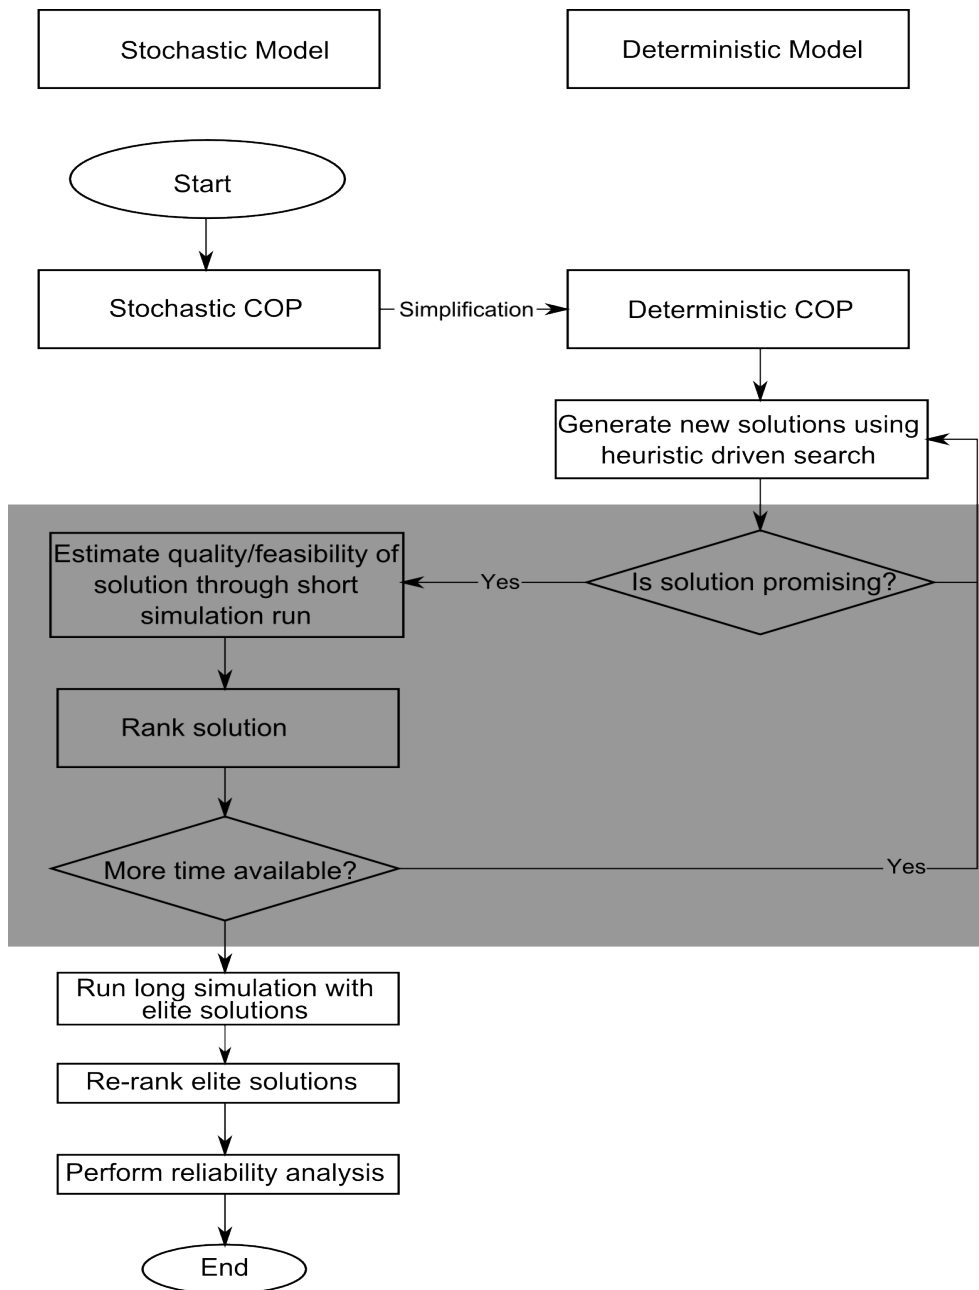 Stochastic Model
Deterministic Model
Start
Stochastic COP
Simplification
Deterministic COP
Generate new solutions using
heuristic driven search
Estimate quality/feasibility of
solution through short
simulation run
Yes
Is solution promising?
Rank solution
More time available?
Yes
Run long simulation with
elite solutions
Re-rank elite solutions
Perform reliability analysis
End